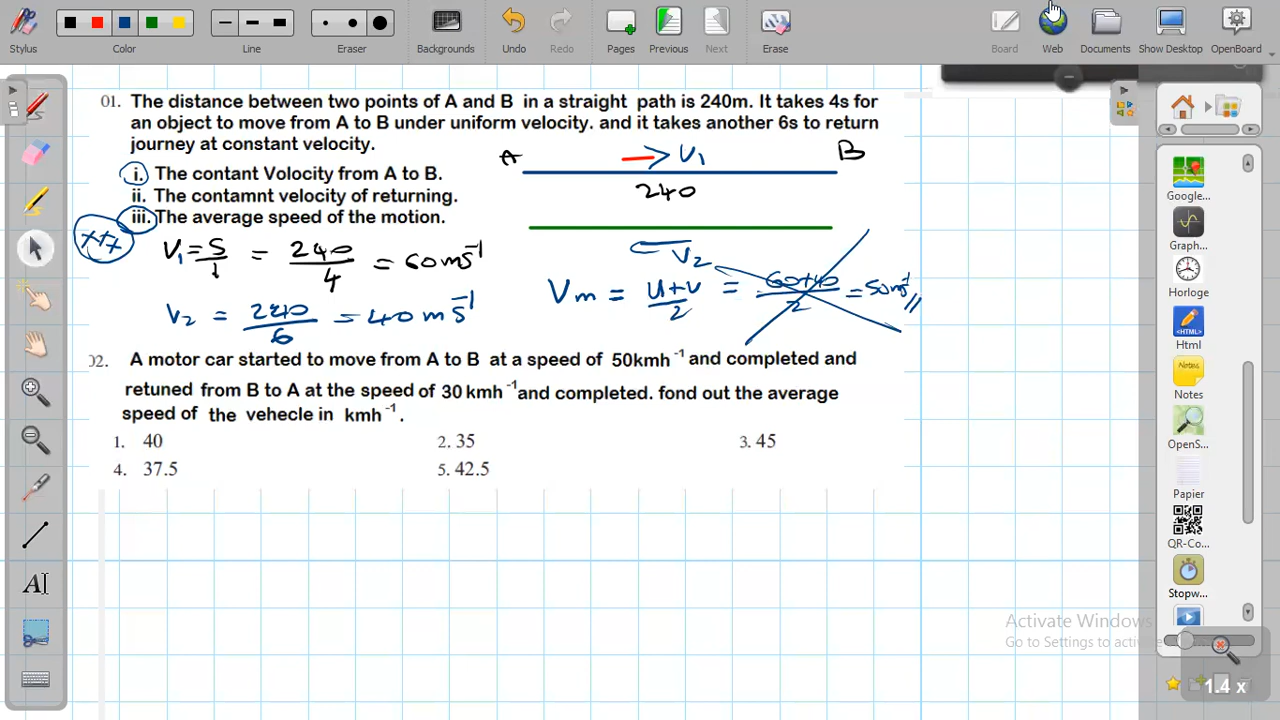 Stylus Color Line Eraser Backgrounds Undo Redo Pages Previous Next Erase Board Web Documents Show Desktop OpenBoard
01. The distance between two points of A and B in a straight path is 240m. It takes 4s for
an object to move from A to B under uniform velocity. and it takes another 6s to return
journey at constant velocity.
A V1 B
i. The contant Volocity from A to B.
240
ii. The contamnt velocity of returning.
iii. The average speed of the motion.
V1 = S/t = 240/4 = 60 ms-1
V2
Vm = u+v/2 = 60+40/2 = 50ms-1
V2 = 240/6 = 40 ms-1
02. A motor car started to move from A to B at a speed of 50kmh -1 and completed and
retuned from B to A at the speed of 30 kmh -1 and completed. fond out the average
speed of the vehecle in kmh -1.
1. 40 2. 35 3. 45
4. 37.5 5. 42.5
Google...
Graph...
Horloge
Html
Notes
OpenS...
Papier
QR-Co...
Stopw...
Activate Windows
Go to Settings to activ
1.4 x